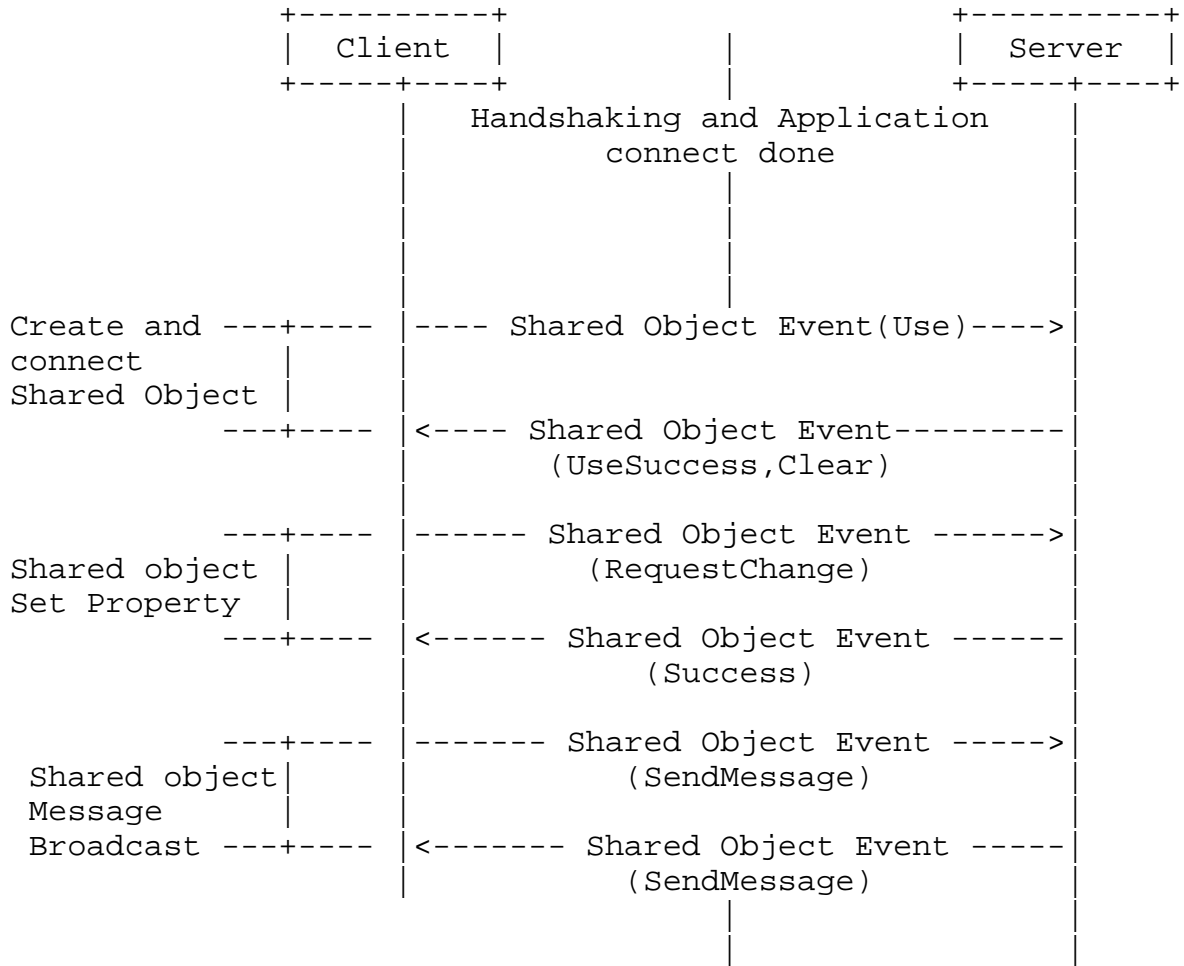 Client Server
Handshaking and Application
connect done
Create and Shared Object Event(Use)
connect
Shared Object
Shared Object Event
(UseSuccess,Clear)
Shared Object Event
Shared object (RequestChange)
Set Property
Shared Object Event
(Success)
Shared Object Event
Shared object (SendMessage)
Message
Broadcast Shared Object Event
(SendMessage)